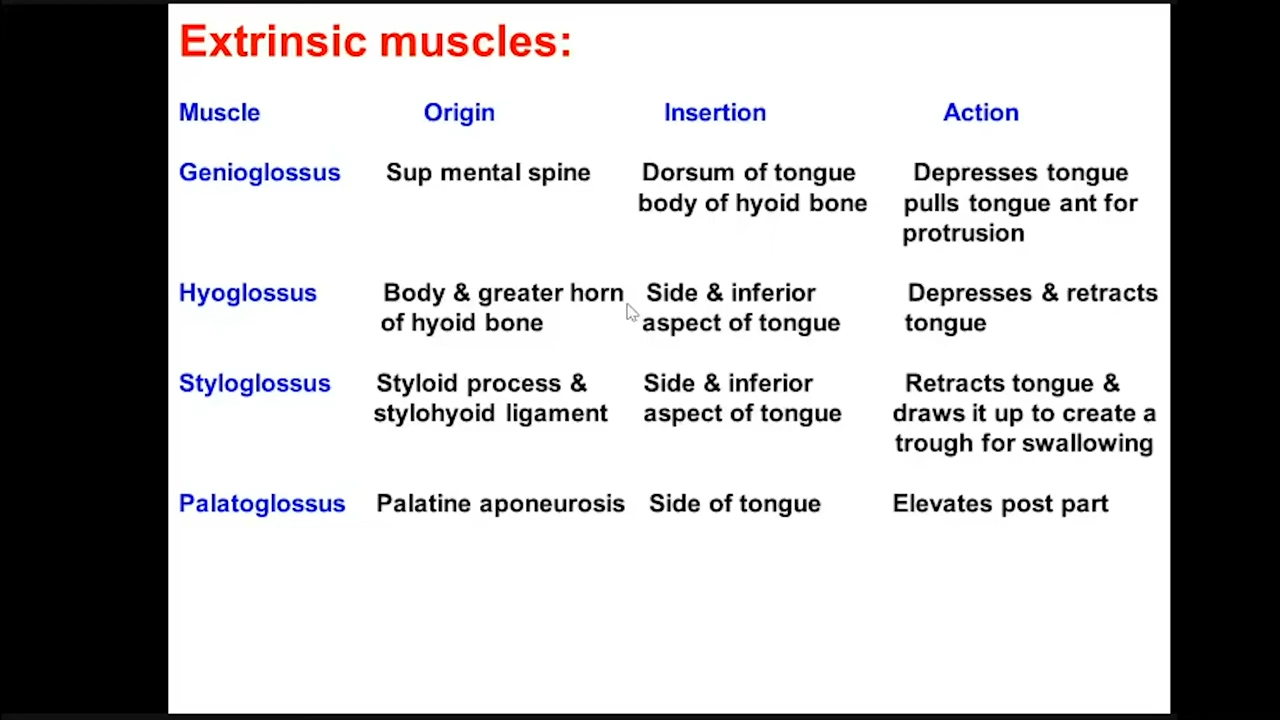 Extrinsic muscles:
Muscle Origin Insertion Action
Genioglossus Sup mental spine Dorsum of tongue Depresses tongue
body of hyoid bone pulls tongue ant for
protrusion
Hyoglossus Body & greater horn Side & inferior Depresses & retracts
of hyoid bone aspect of tongue tongue
Styloglossus Styloid process & Side & inferior Retracts tongue &
stylohyoid ligament aspect of tongue draws it up to create a
trough for swallowing
Palatoglossus Palatine aponeurosis Side of tongue Elevates post part